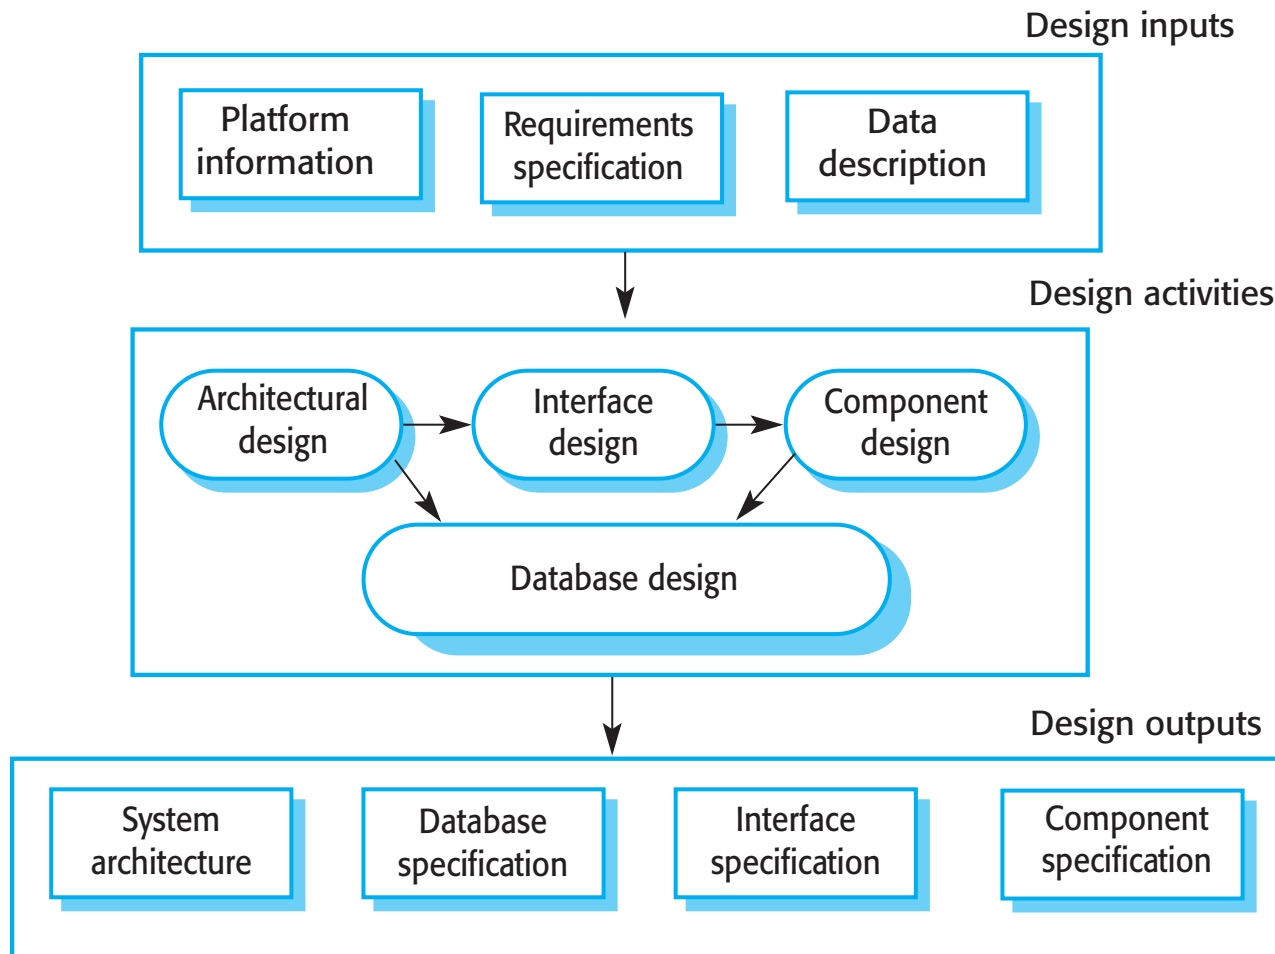 Design inputs
Platform
information
Requirements
specification
Data
description
Design activities
Architectural
design
Interface
design
Component
design
Database design
Design outputs
System
architecture
Database
specification
Interface
specification
Component
specification